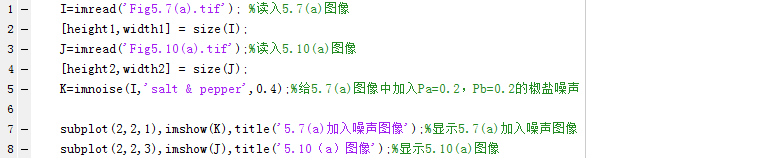 1 — I=imread('Fig5.7(a).tif'); %读入5.7(a)图像
2 — [height1,width1] = size(I);
3 — J=imread('Fig5.10(a).tif');%读入5.10(a)图像
4 — [height2,width2] = size(J);
5 — K=imnoise(I,'salt & pepper',0.4);%给5.7(a)图像中加入Pa=0.2，Pb=0.2的椒盐噪声
6
7 — subplot(2,2,1),imshow(K),title('5.7(a)加入噪声图像');%显示5.7(a)加入噪声图像
8 — subplot(2,2,3),imshow(J),title('5.10（a）图像');%显示5.10(a)图像